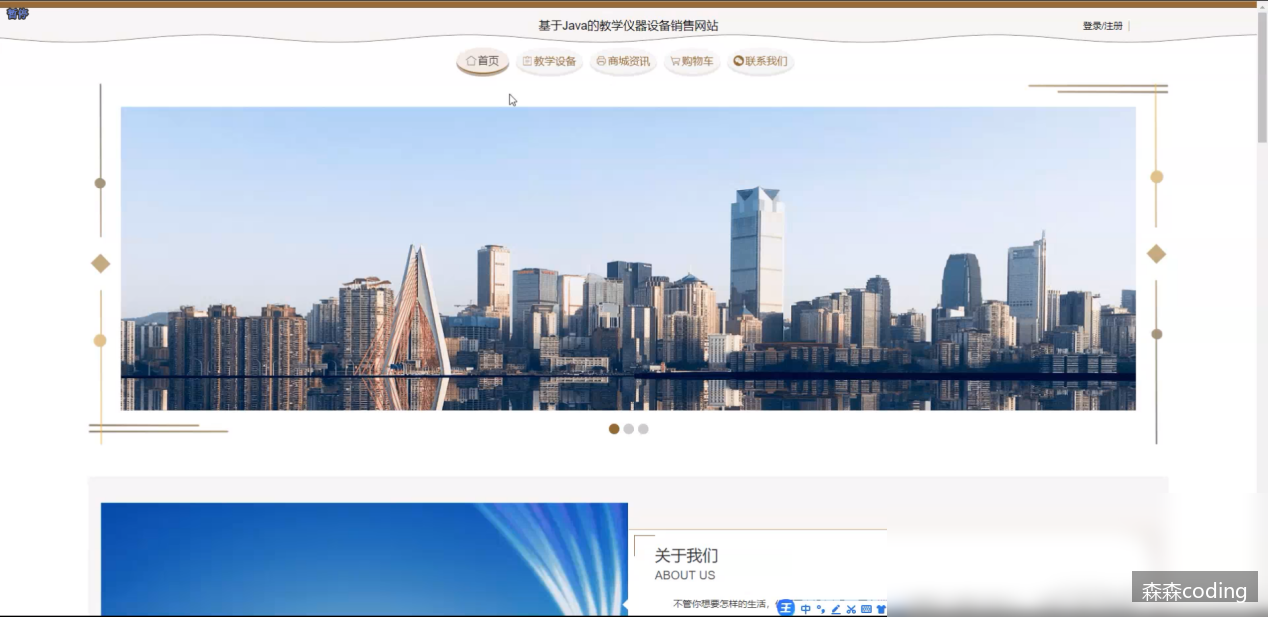 暂停
基于Java的教学仪器设备销售网站
登录/注册 |
首页 教学设备 商城资讯 购物车 联系我们
关于我们
ABOUT US
不管你想要怎样的生活，
中
森森coding